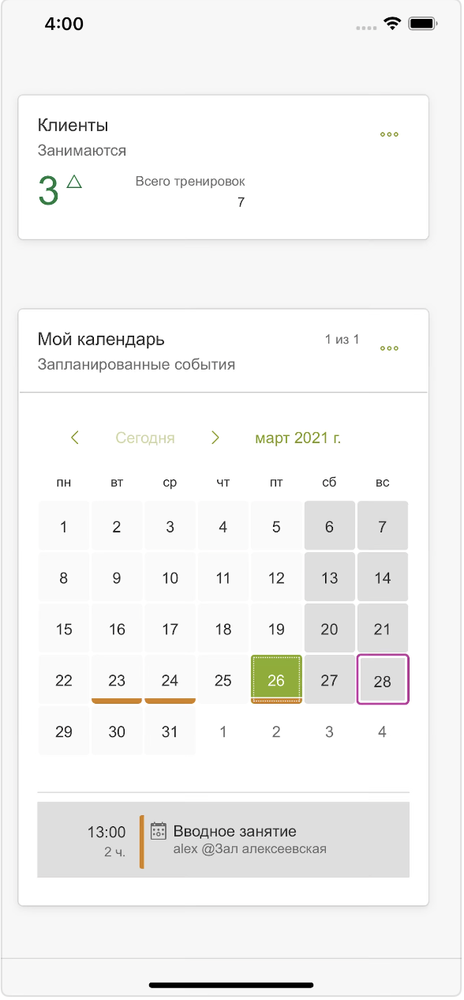 4:00
Клиенты
Занимаются
3
Всего тренировок
7
Мой календарь
1 из 1
Запланированные события
Сегодня март 2021 г.
пн вт ср чт пт сб вс
1 2 3 4 5 6 7
8 9 10 11 12 13 14
15 16 17 18 19 20 21
22 23 24 25 26 27 28
29 30 31 1 2 3 4
13:00 Вводное занятие
2 ч. alex @Зал алексеевская